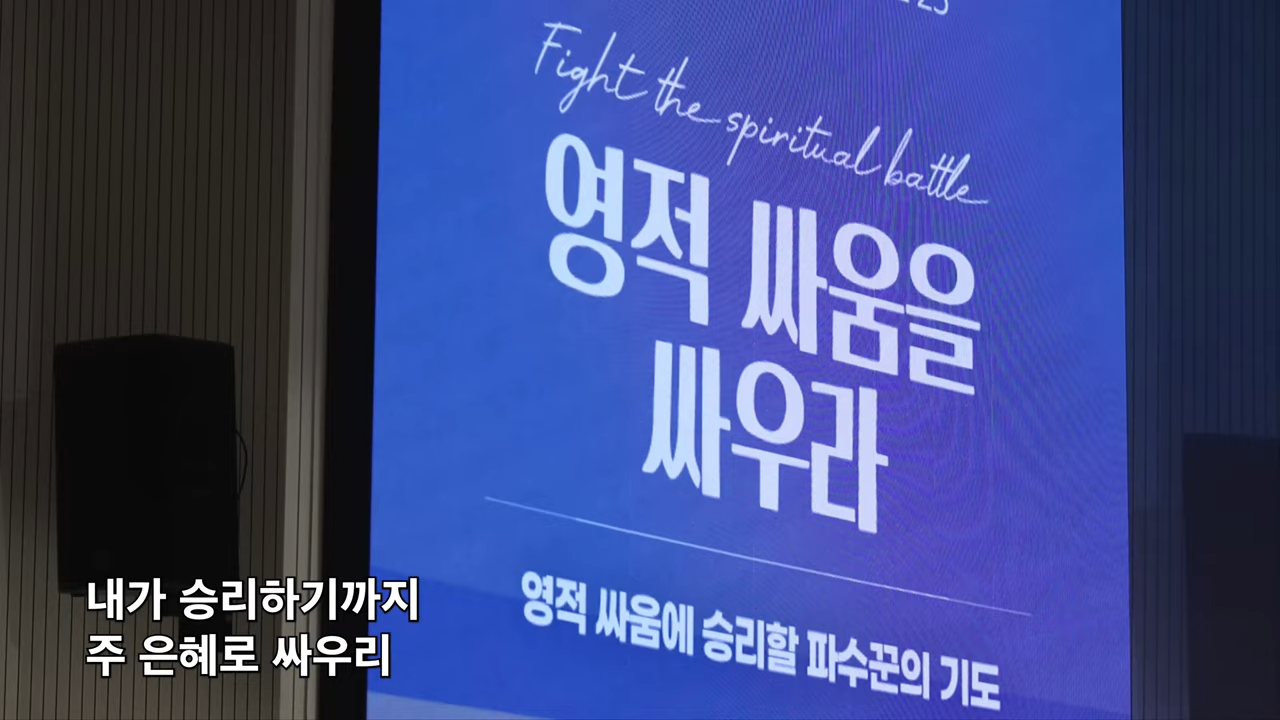 Fight the spiritual battle
영적 싸움을
싸우라
영적 싸움에 승리할 파수꾼의 기도
내가 승리하기까지
주 은혜로 싸우리